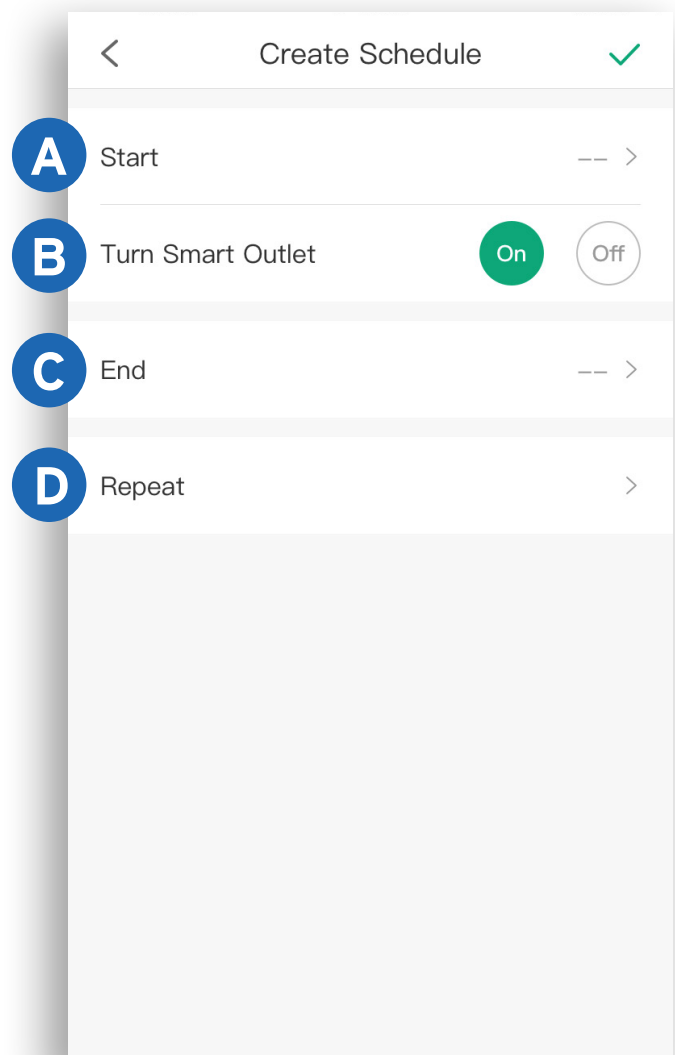 Create Schedule
A Start --
B Turn Smart Outlet On Off
C End --
D Repeat